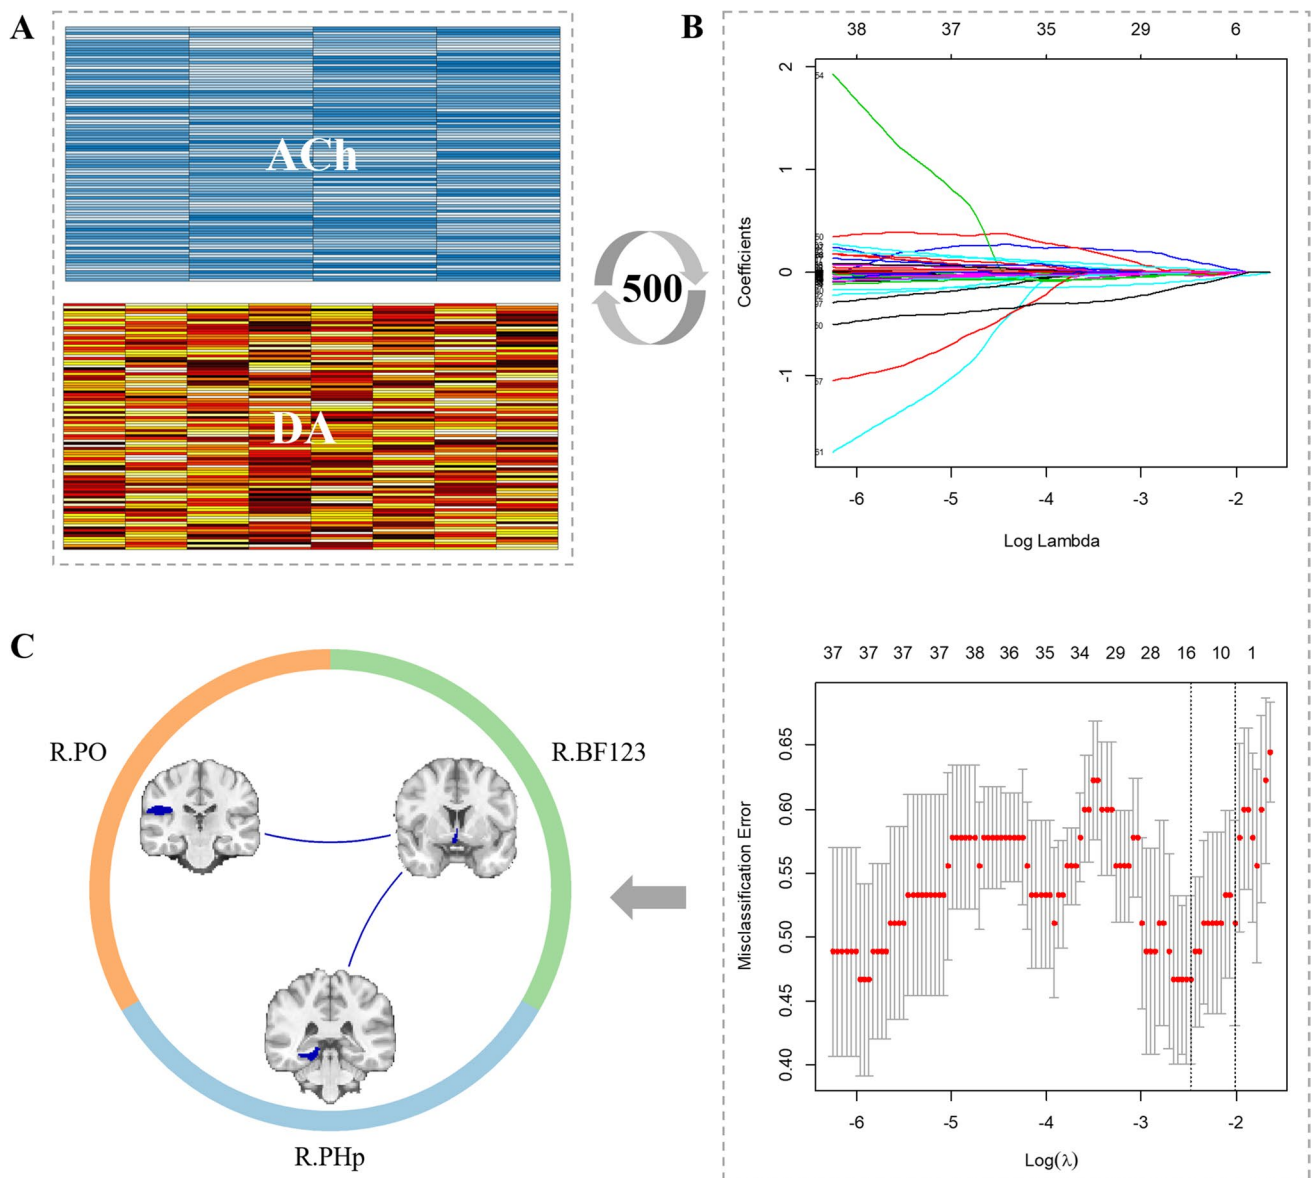 A
ACh
DA
500
B
38 37 35 29 6
2
1
0
-1
Coefficients
-6 -5 -4 -3 -2
Log Lambda
37 37 37 37 38 36 35 34 29 28 16 10 1
0.65
0.60
0.55
0.50
0.45
0.40
Misclassification Error
-6 -5 -4 -3 -2
Log(λ)
C
R.PO
R.BF123
R.PHp